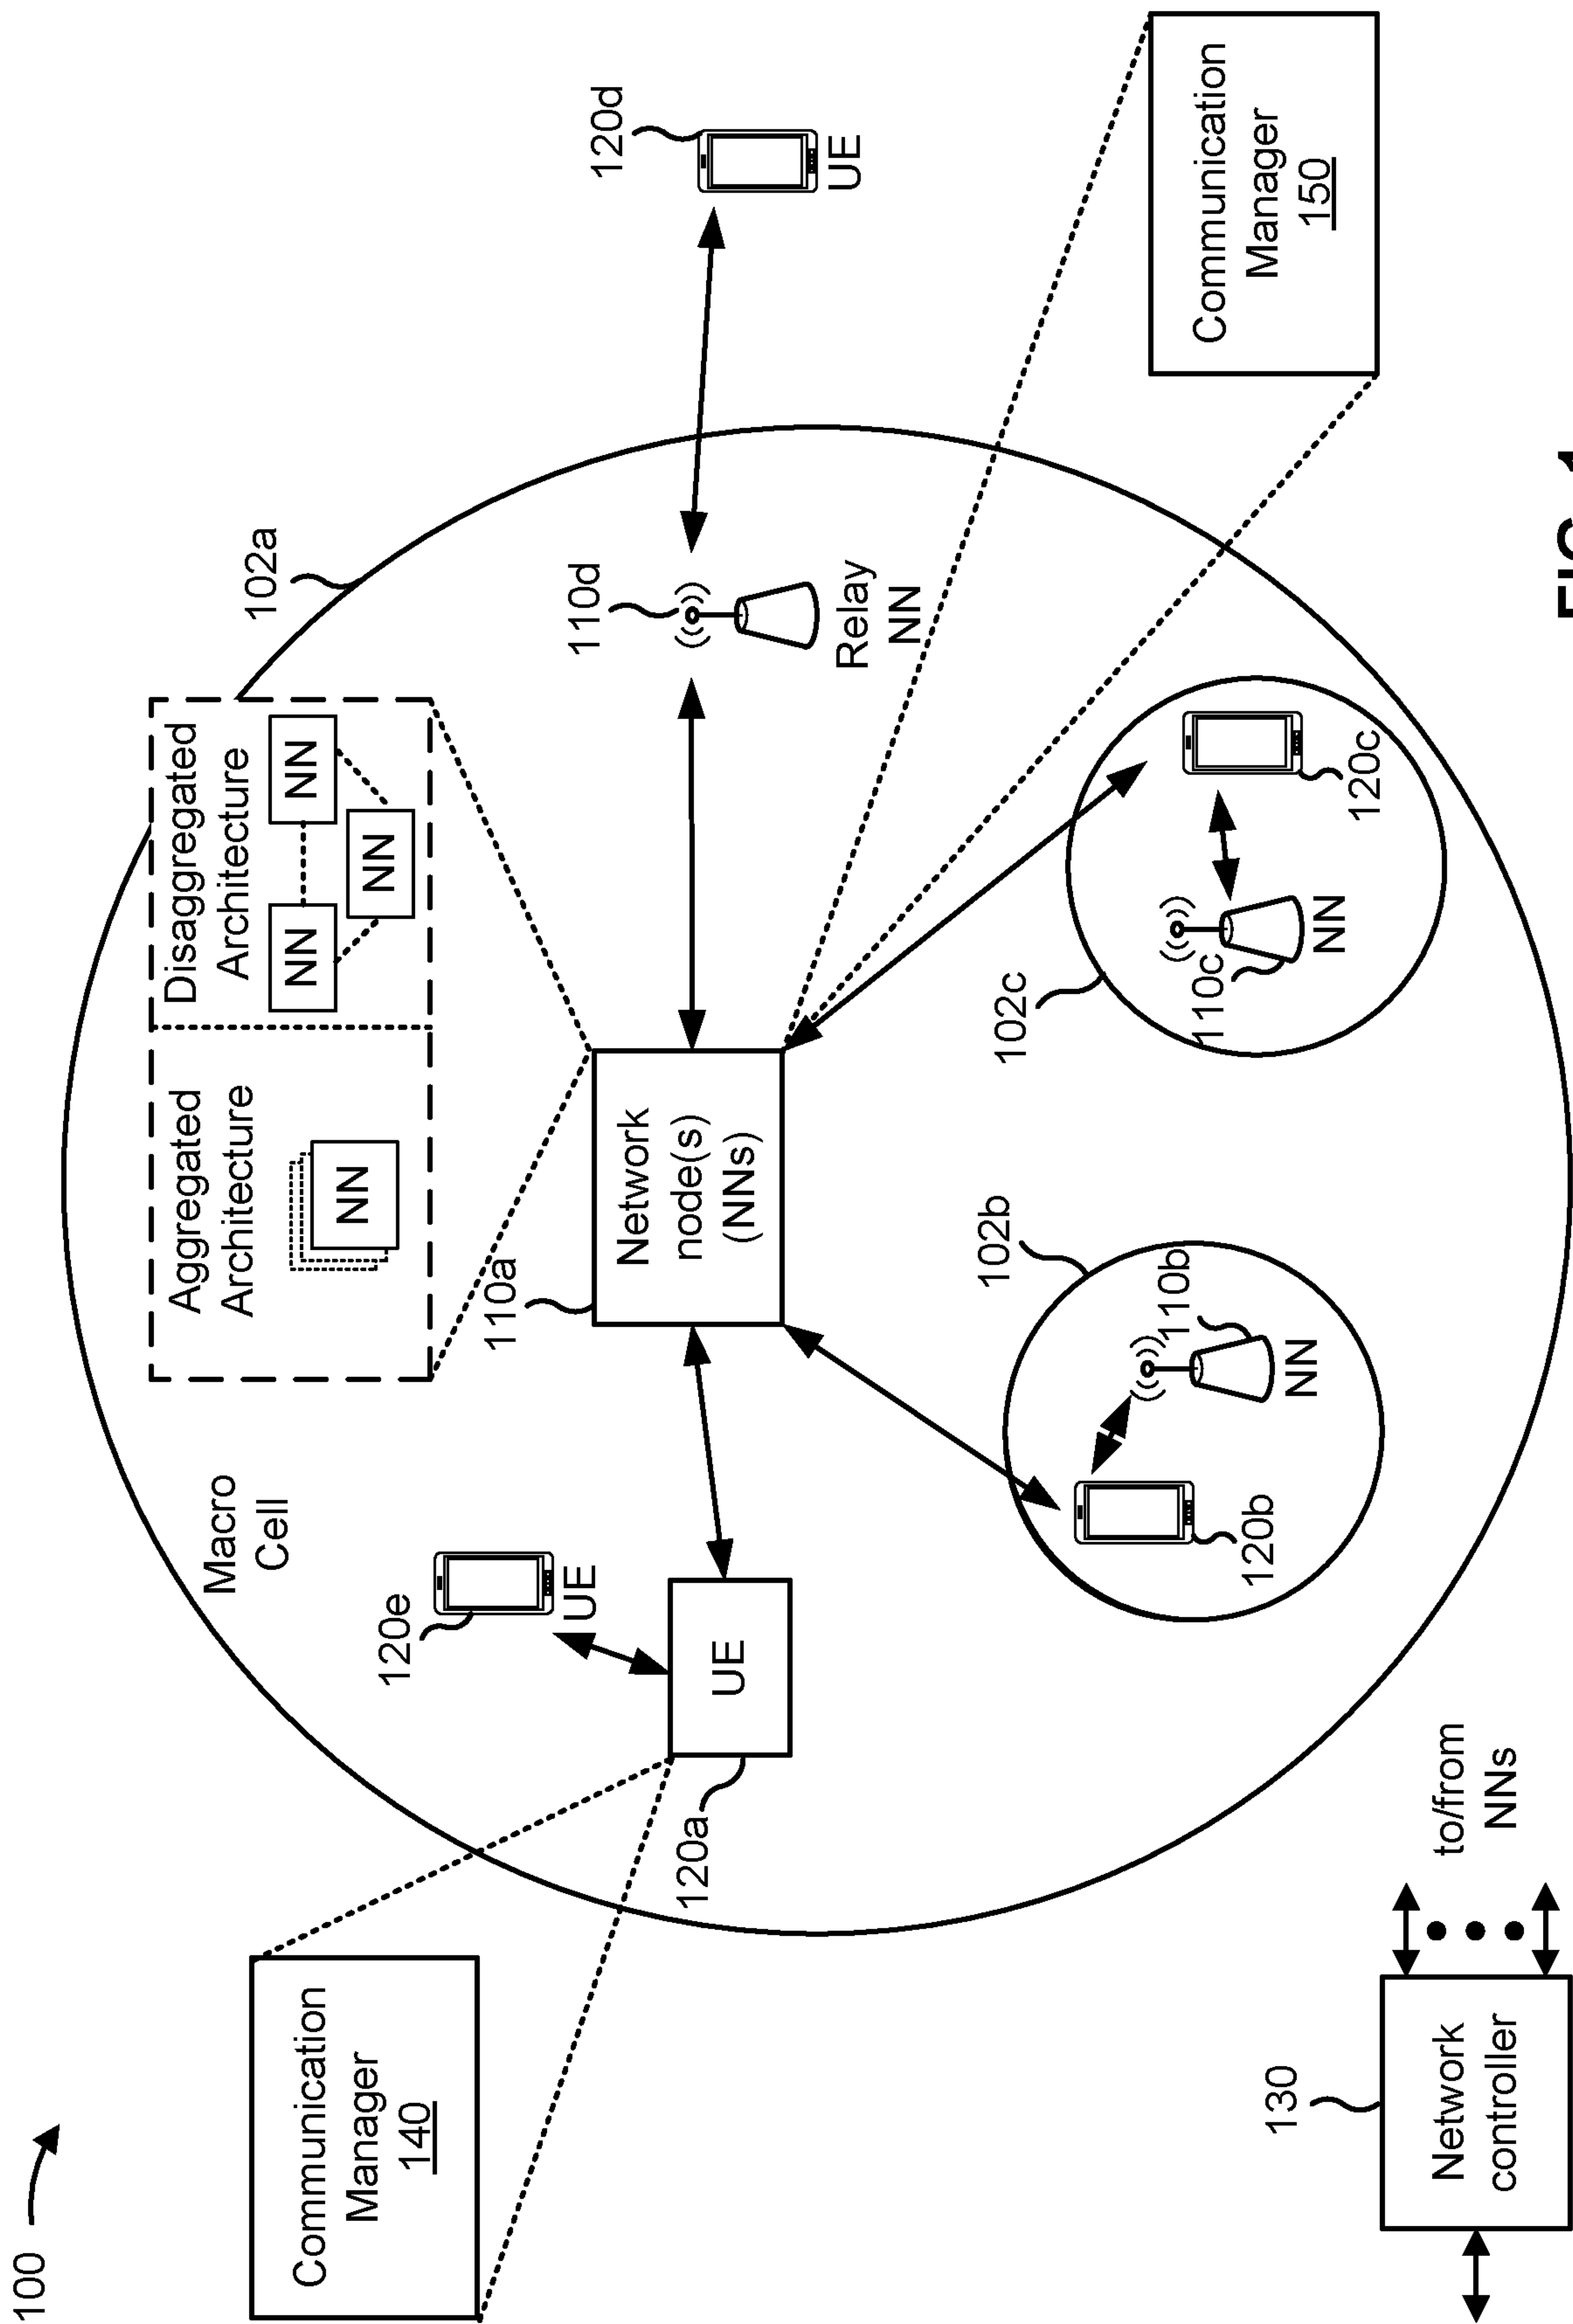 100
Macro
Cell
Aggregated
Architecture
NN
Disaggregated
Architecture
NN
NN
NN
102a
Communication
Manager
140
120e
UE
110a
Network
node(s)
(NNs)
110d
Relay
NN
120d
UE
120a
UE
102b
120b
110b
NN
102c
110c
NN
120c
Communication
Manager
150
130
Network
controller
to/from
NNs
FIG. 1